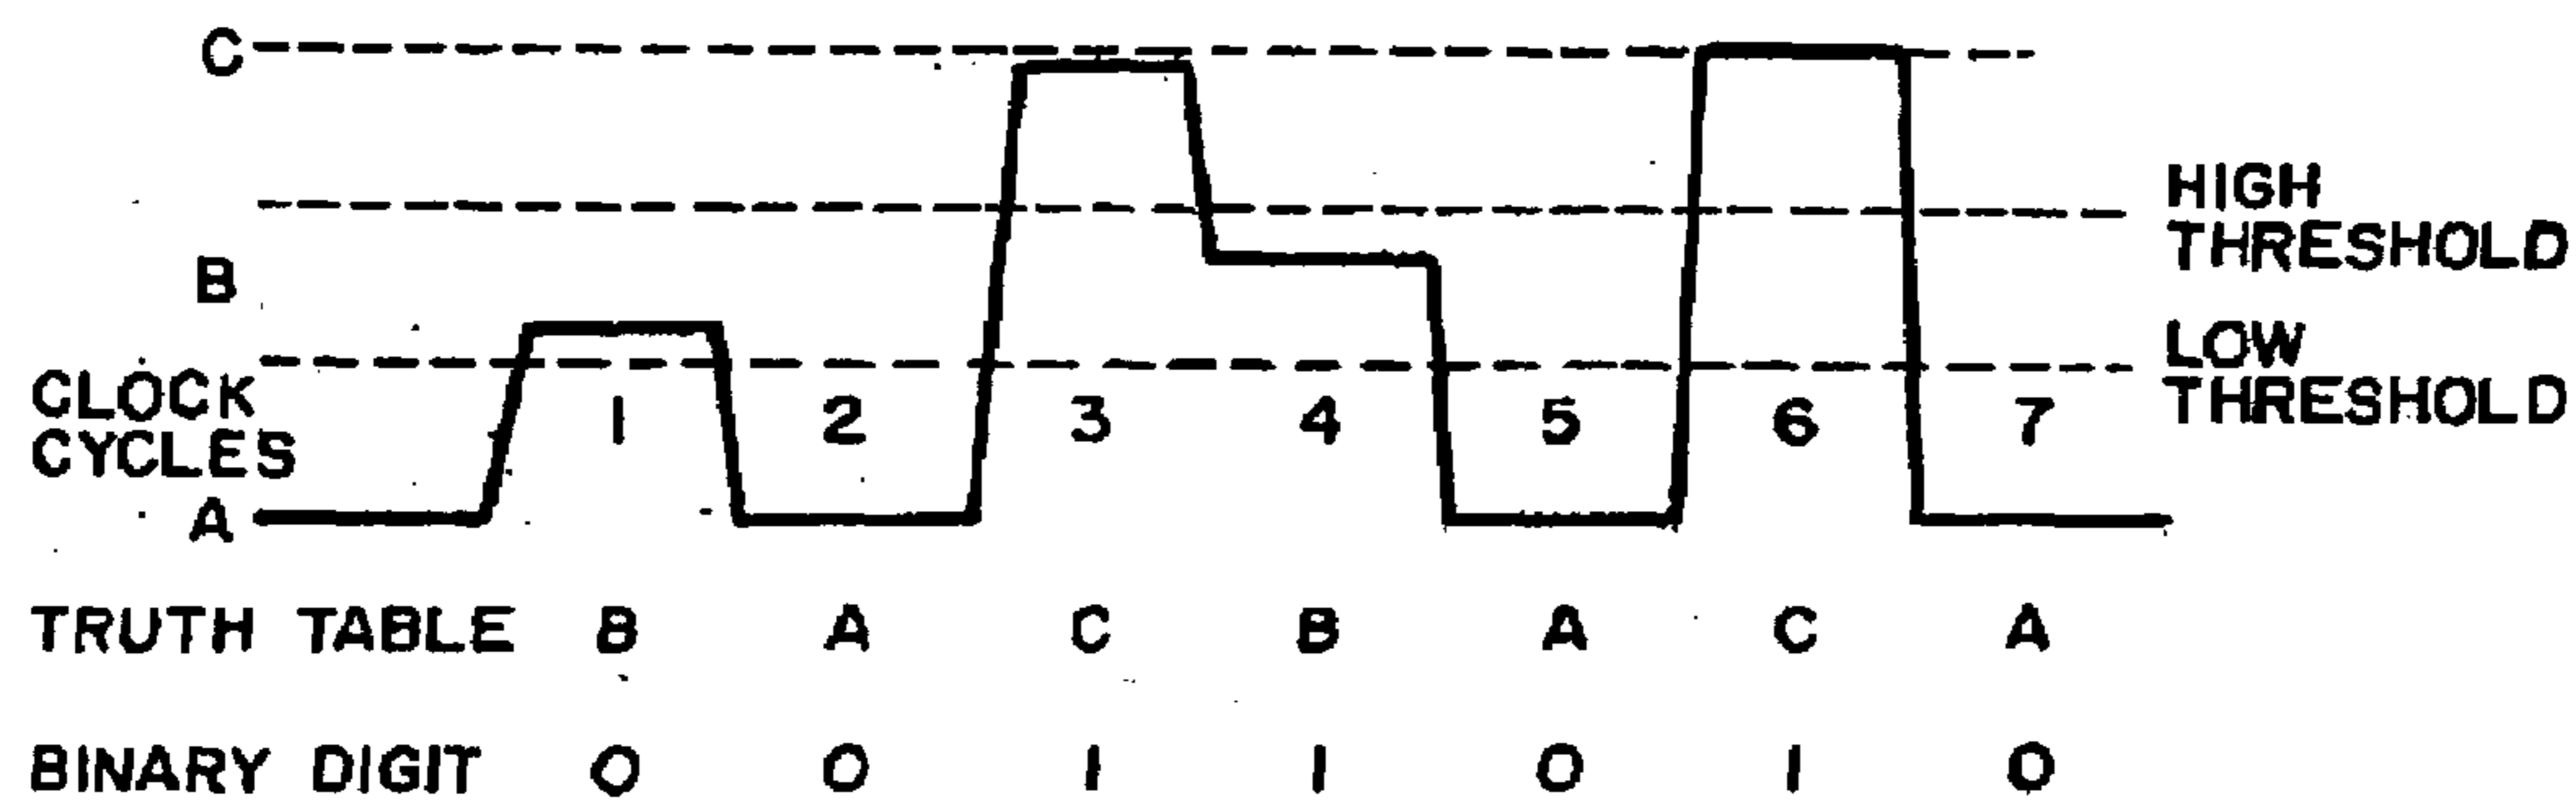 C
HIGH
THRESHOLD
B
LOW
THRESHOLD
CLOCK
CYCLES
1 2 3 4 5 6 7
A
TRUTH TABLE B A C B A C A
BINARY DIGIT 0 0 1 1 0 1 0